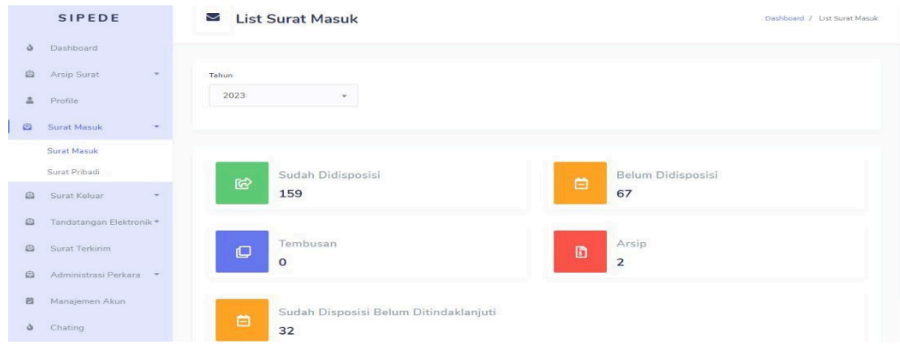 SIPEDE
Dashboard
Arsip Surat
Profile
Surat Masuk
Surat Masuk
Surat Pribadi
Surat Keluar
Tandatangan Elektronik
Surat Terkirim
Administrasi Perkara
Manajemen Akun
Chating
List Surat Masuk
Dashboard / List Surat Masuk
Tahun
2023
Sudah Didisposisi
159
Belum Didisposisi
67
Tembusan
0
Arsip
2
Sudah Disposisi Belum Ditindaklanjuti
32